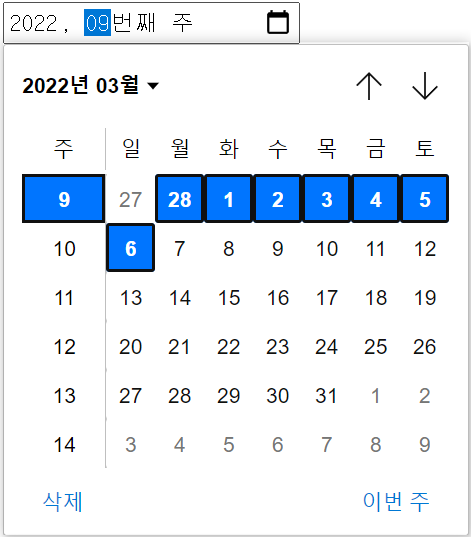 2022, 09번째 주
2022년 03월
주 일 월 화 수 목 금 토
9 27 28 1 2 3 4 5
10 6 7 8 9 10 11 12
11 13 14 15 16 17 18 19
12 20 21 22 23 24 25 26
13 27 28 29 30 31 1 2
14 3 4 5 6 7 8 9
삭제 이번 주